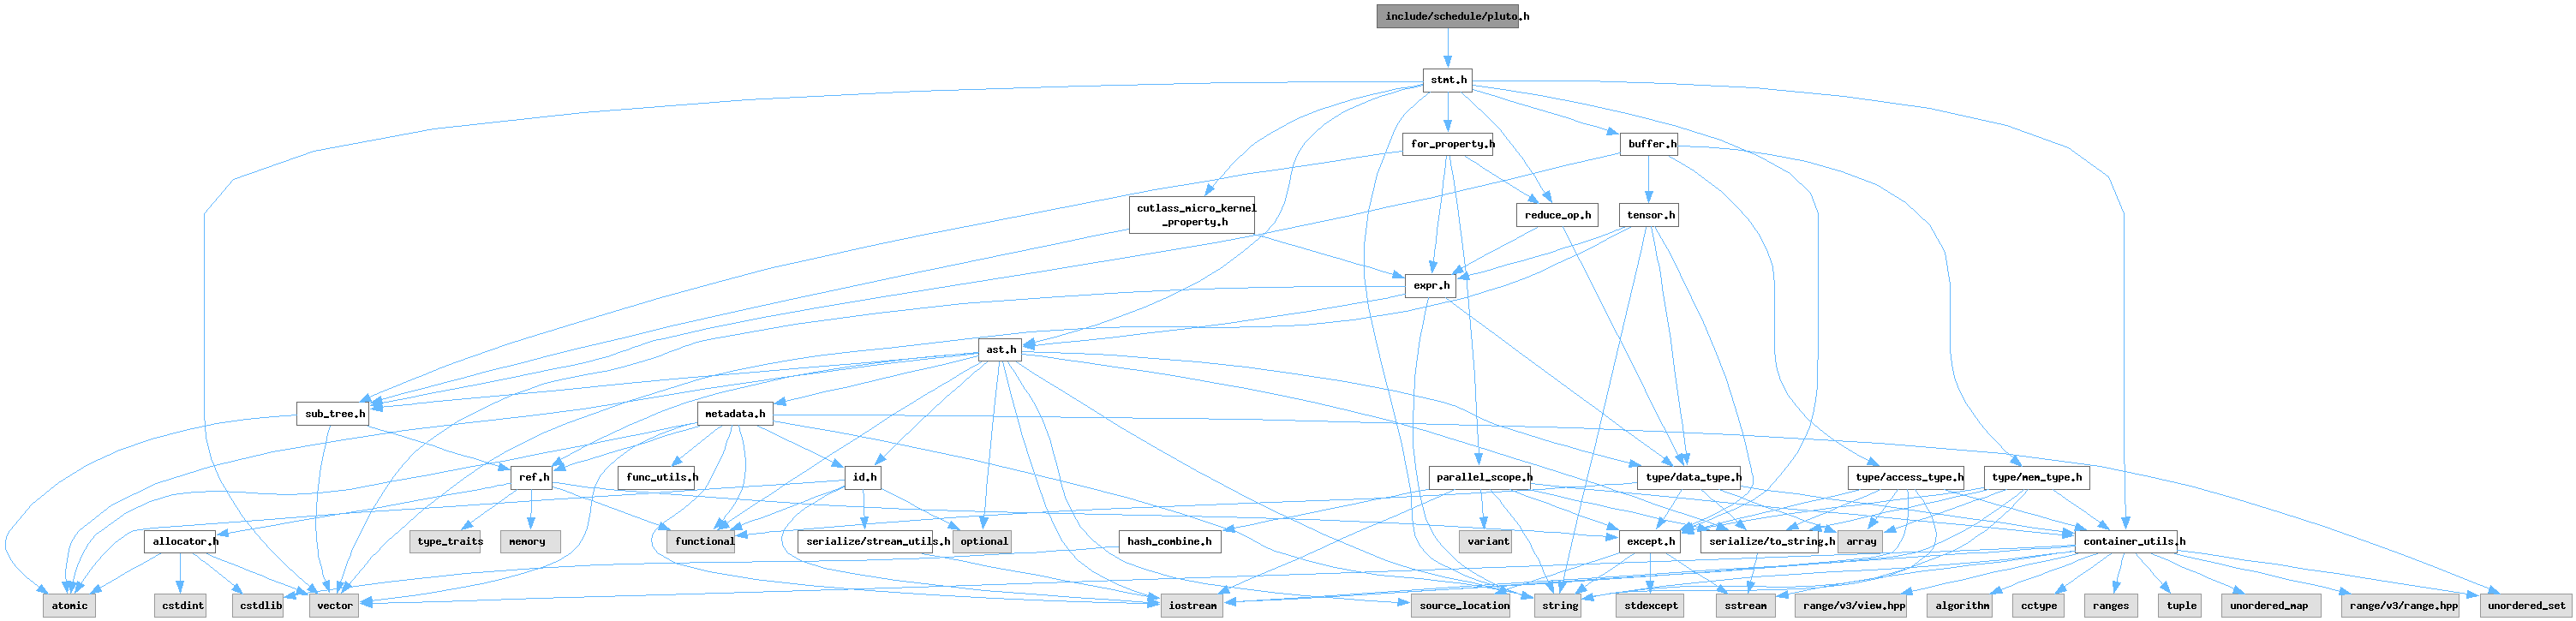 include/schedule/pluto.h
stmt.h
for_property.h
buffer.h
cutlass_micro_kernel
_property.h
reduce_op.h
tensor.h
expr.h
ast.h
sub_tree.h
metadata.h
ref.h
func_utils.h
id.h
parallel_scope.h
type/data_type.h
type/access_type.h
type/mem_type.h
allocator.h
type_traits
memory
functional
serialize/stream_utils.h
optional
hash_combine.h
variant
except.h
serialize/to_string.h
array
container_utils.h
atomic
cstdint
cstdlib
vector
iostream
source_location
string
stdexcept
sstream
range/v3/view.hpp
algorithm
cctype
ranges
tuple
unordered_map
range/v3/range.hpp
unordered_set